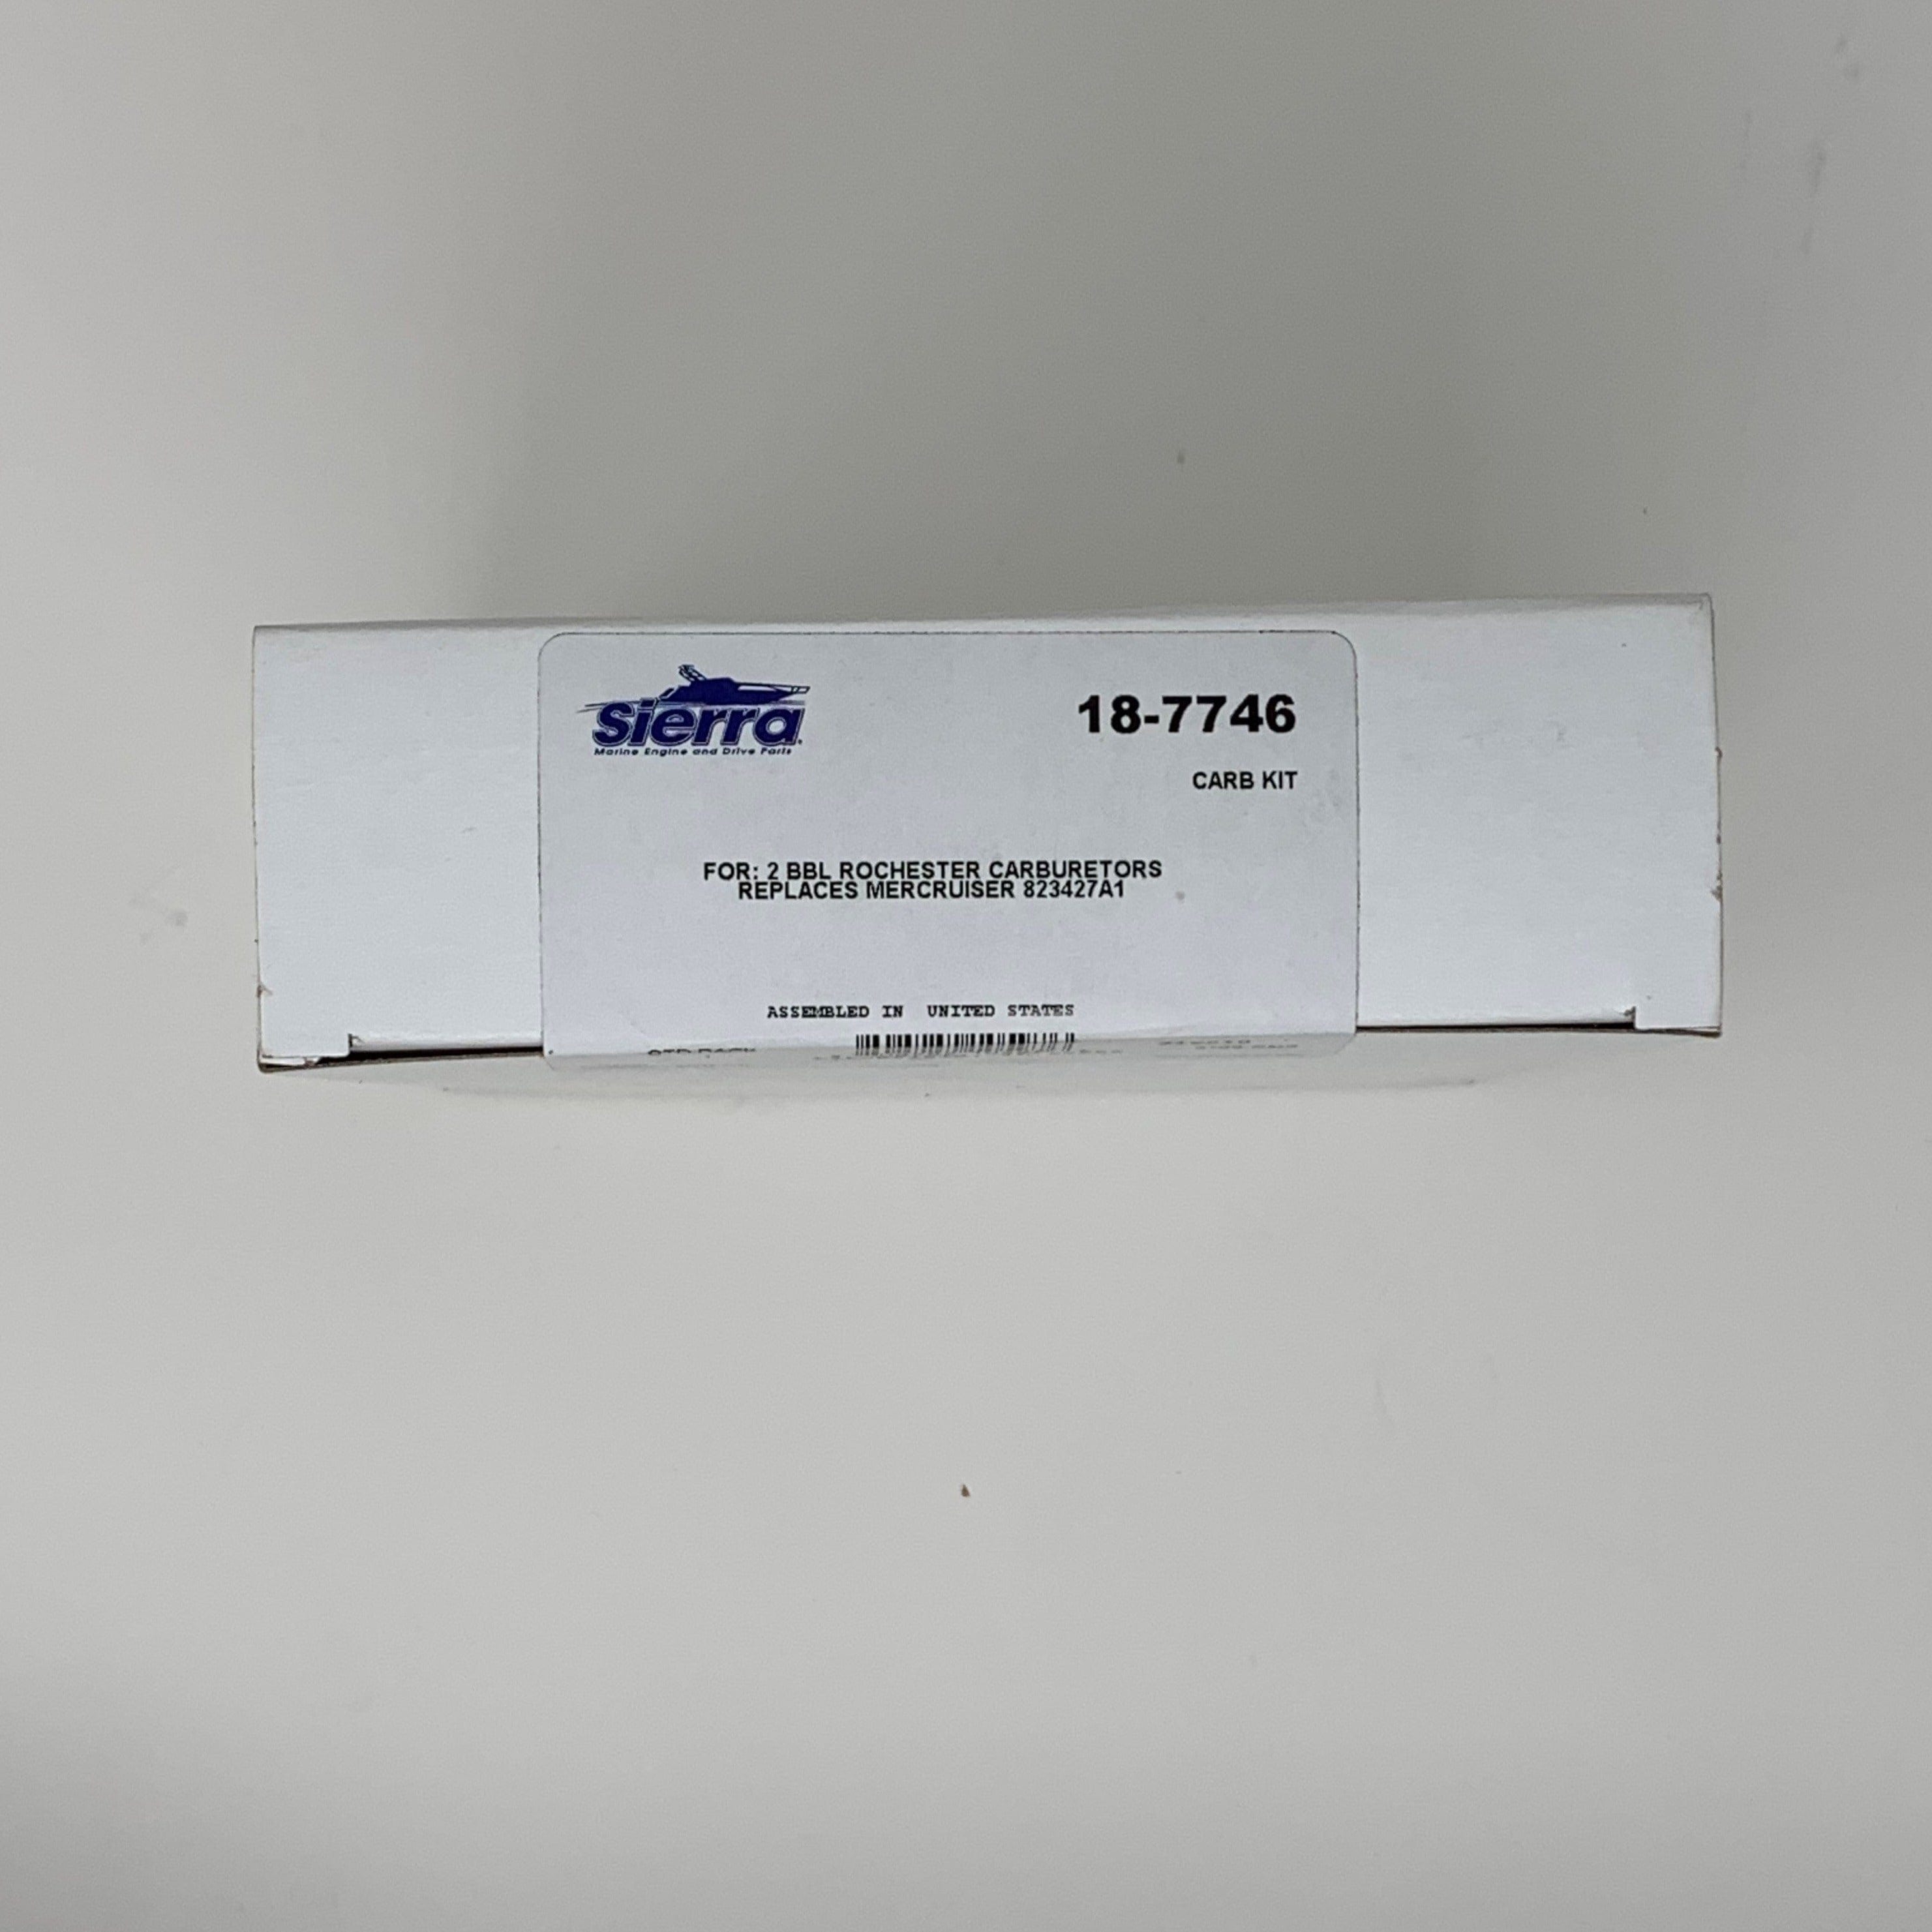 sierra
Marine Engine and Drive Parts
18-7746
CARB KIT
FOR: 2 BBL ROCHESTER CARBURETORS
REPLACES MERCRUISER 823427A1
ASSEMBLED IN UNITED STATES